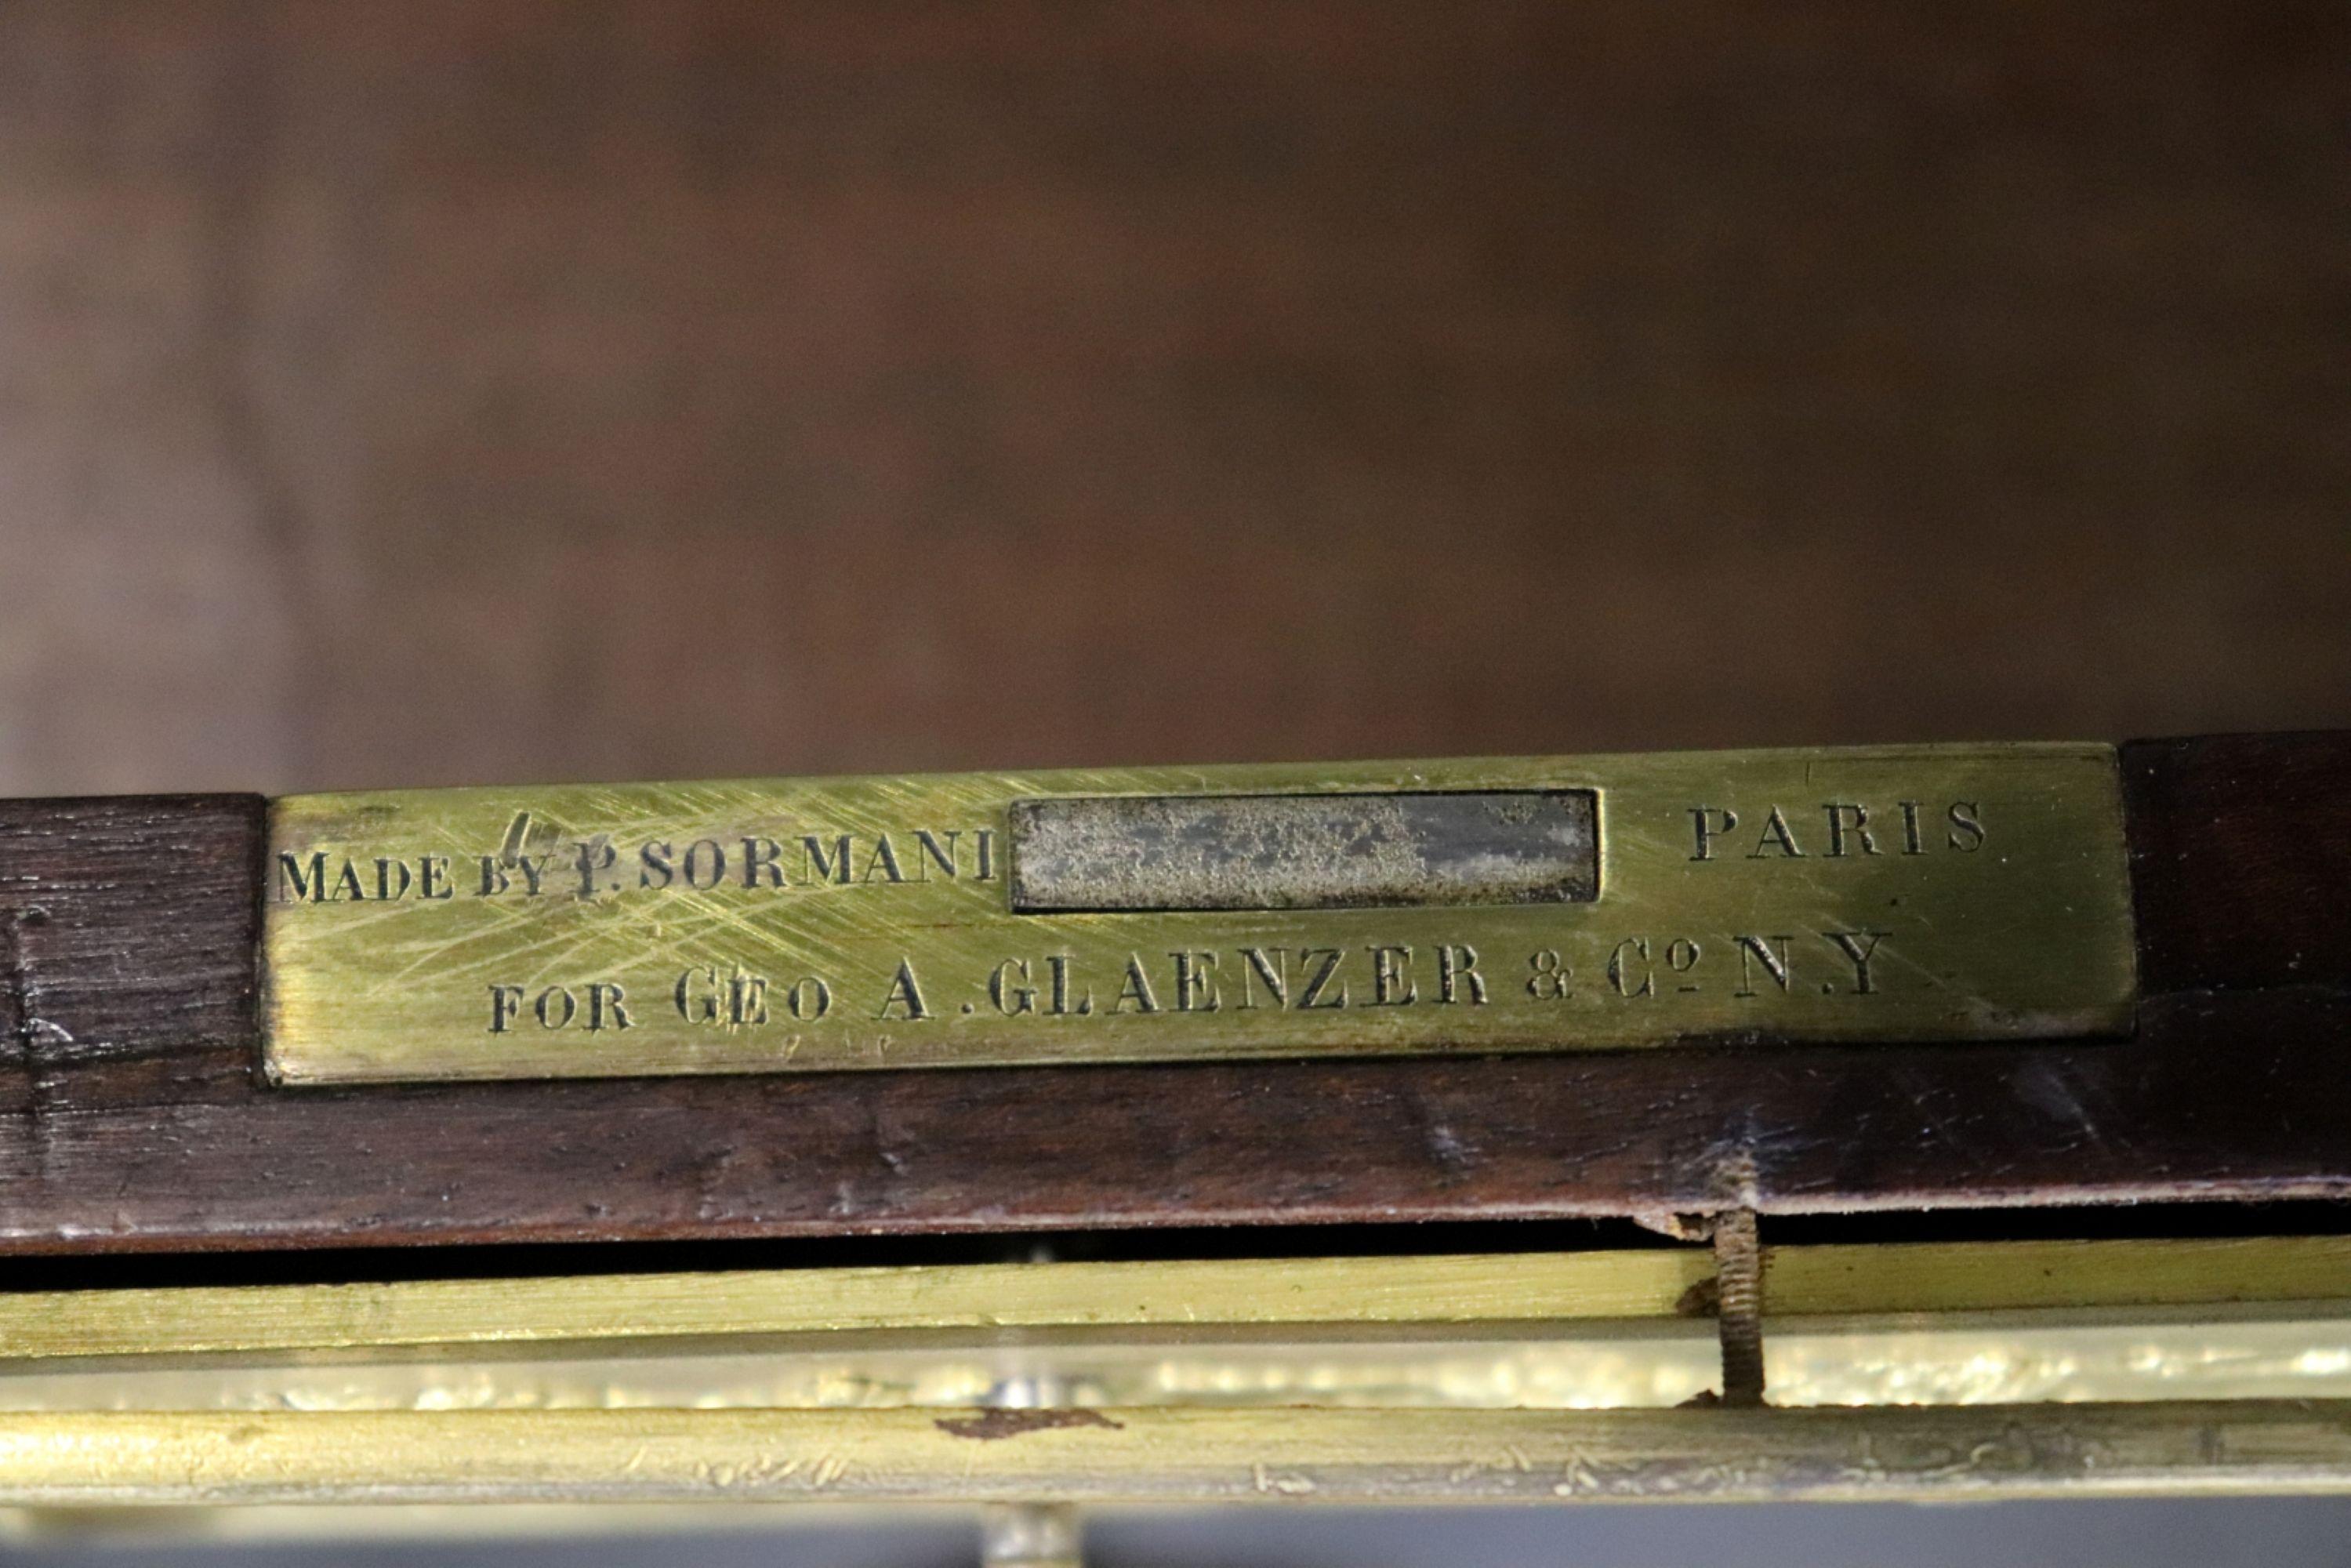 MADE BY P. SORMANI PARIS
FOR GEO A. GLAENZER & Cº N.Y